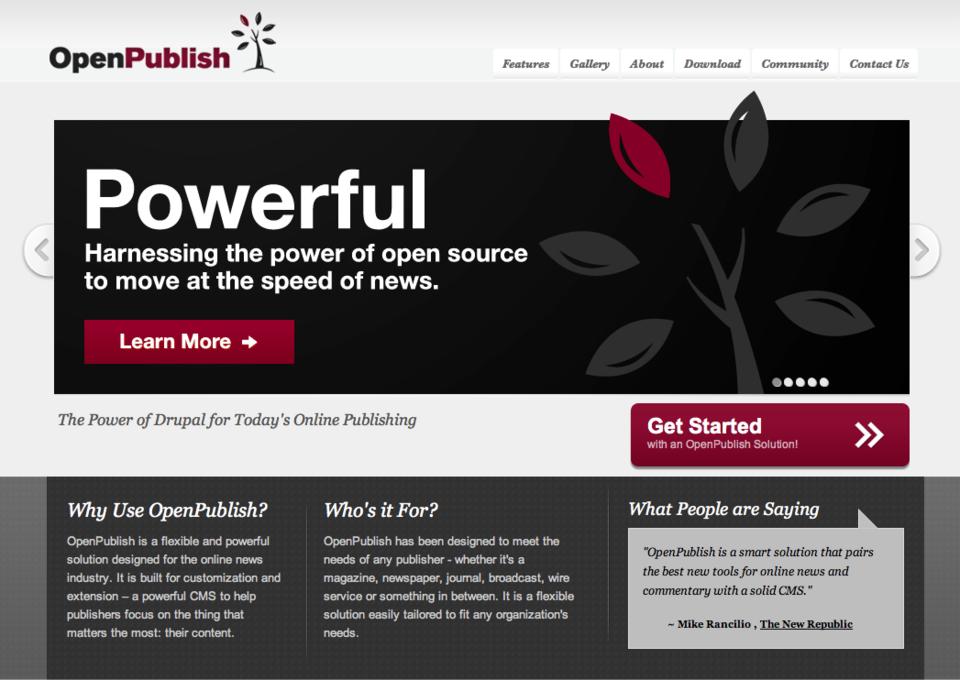 OpenPublish
Features Gallery About Download Community Contact Us
Powerful
Harnessing the power of open source
to move at the speed of news.
Learn More
The Power of Drupal for Today's Online Publishing
Get Started
with an OpenPublish Solution!
Why Use OpenPublish?
OpenPublish is a flexible and powerful
solution designed for the online news
industry. It is built for customization and
extension – a powerful CMS to help
publishers focus on the thing that
matters the most: their content.
Who's it For?
OpenPublish has been designed to meet the
needs of any publisher - whether it's a
magazine, newspaper, journal, broadcast, wire
service or something in between. It is a flexible
solution easily tailored to fit any organization's
needs.
What People are Saying
"OpenPublish is a smart solution that pairs
the best new tools for online news and
commentary with a solid CMS."
~ Mike Rancilio , The New Republic